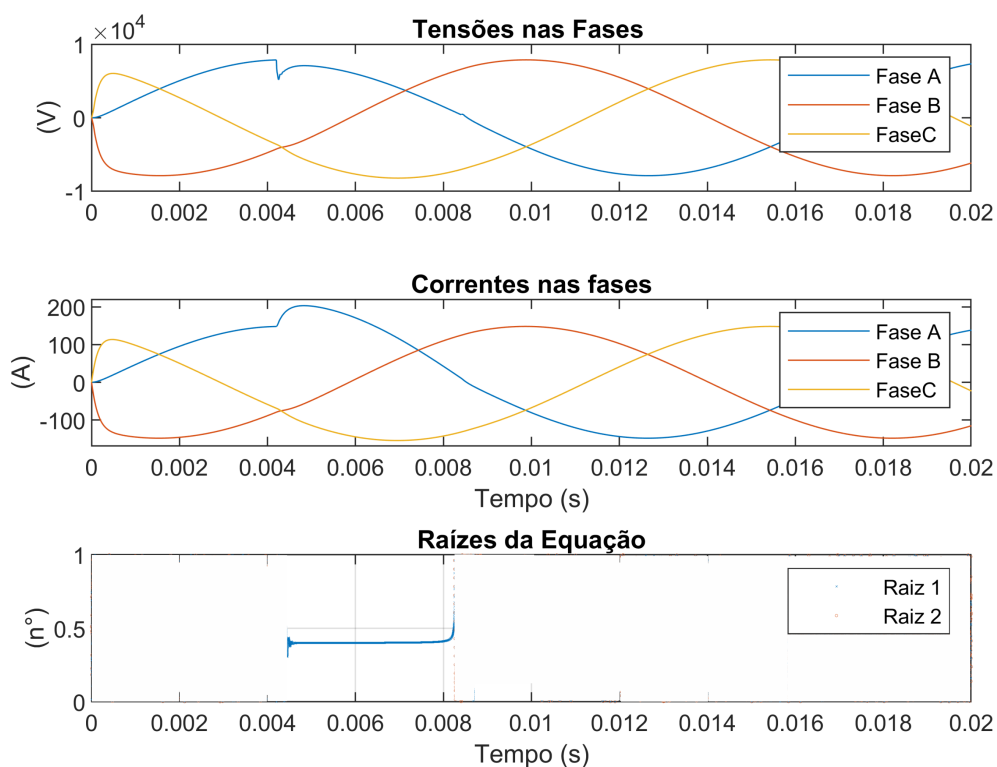 Tensões nas Fases
×10⁴
1
0
-1
(V)
Fase A
Fase B
FaseC
0 0.002 0.004 0.006 0.008 0.01 0.012 0.014 0.016 0.018 0.02
Correntes nas fases
200
100
0
-100
(A)
Fase A
Fase B
FaseC
0 0.002 0.004 0.006 0.008 0.01 0.012 0.014 0.016 0.018 0.02
Tempo (s)
Raízes da Equação
1
0.5
0
(n°)
Raiz 1
Raiz 2
0 0.002 0.004 0.006 0.008 0.01 0.012 0.014 0.016 0.018 0.02
Tempo (s)